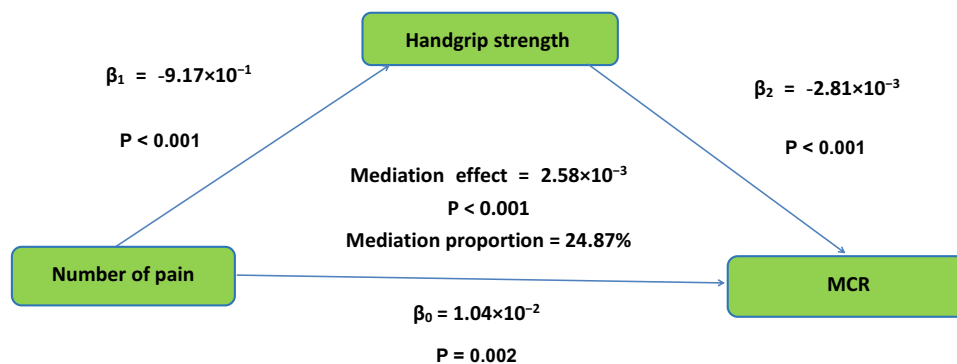 Handgrip strength
β₁ = -9.17×10⁻¹
P < 0.001
β₂ = -2.81×10⁻³
P < 0.001
Mediation effect = 2.58×10⁻³
P < 0.001
Mediation proportion = 24.87%
Number of pain
MCR
β₀ = 1.04×10⁻²
P = 0.002